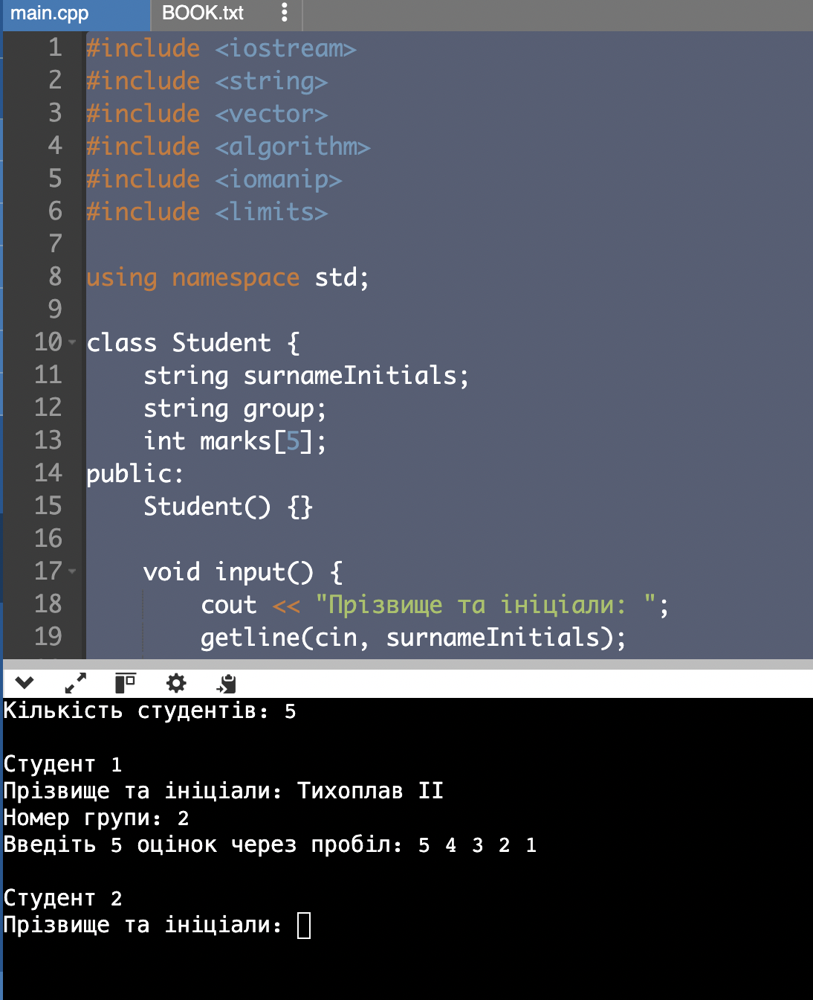 main.cpp BOOK.txt
1 #include <iostream>
2 #include <string>
3 #include <vector>
4 #include <algorithm>
5 #include <iomanip>
6 #include <limits>
7
8 using namespace std;
9
10 class Student {
11 string surnameInitials;
12 string group;
13 int marks[5];
14 public:
15 Student() {}
16
17 void input() {
18 cout << "Прізвище та ініціали: ";
19 getline(cin, surnameInitials);
Кількість студентів: 5
Студент 1
Прізвище та ініціали: Тихоплав ІІ
Номер групи: 2
Введіть 5 оцінок через пробіл: 5 4 3 2 1
Студент 2
Прізвище та ініціали: